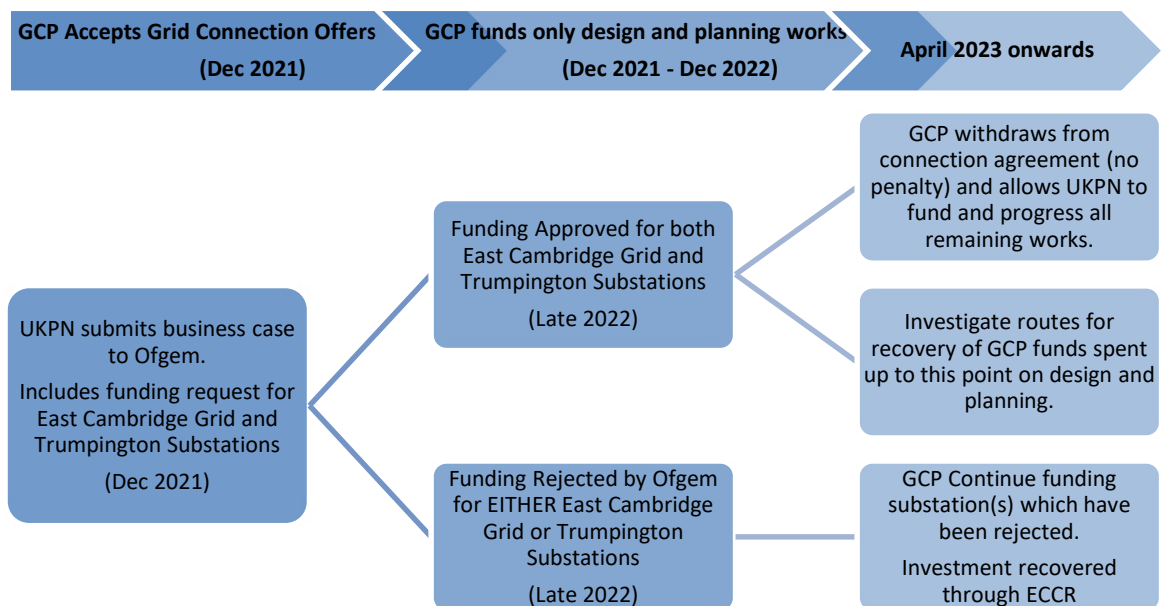 GCP Accepts Grid Connection Offers
(Dec 2021)
GCP funds only design and planning works
(Dec 2021 - Dec 2022)
April 2023 onwards
UKPN submits business case
to Ofgem.
Includes funding request for
East Cambridge Grid and
Trumpington Substations
(Dec 2021)
Funding Approved for both
East Cambridge Grid and
Trumpington Substations
(Late 2022)
GCP withdraws from
connection agreement (no
penalty) and allows UKPN to
fund and progress all
remaining works.
Investigate routes for
recovery of GCP funds spent
up to this point on design and
planning.
Funding Rejected by Ofgem
for EITHER East Cambridge
Grid or Trumpington
Substations
(Late 2022)
GCP Continue funding
substation(s) which have
been rejected.
Investment recovered
through ECCR